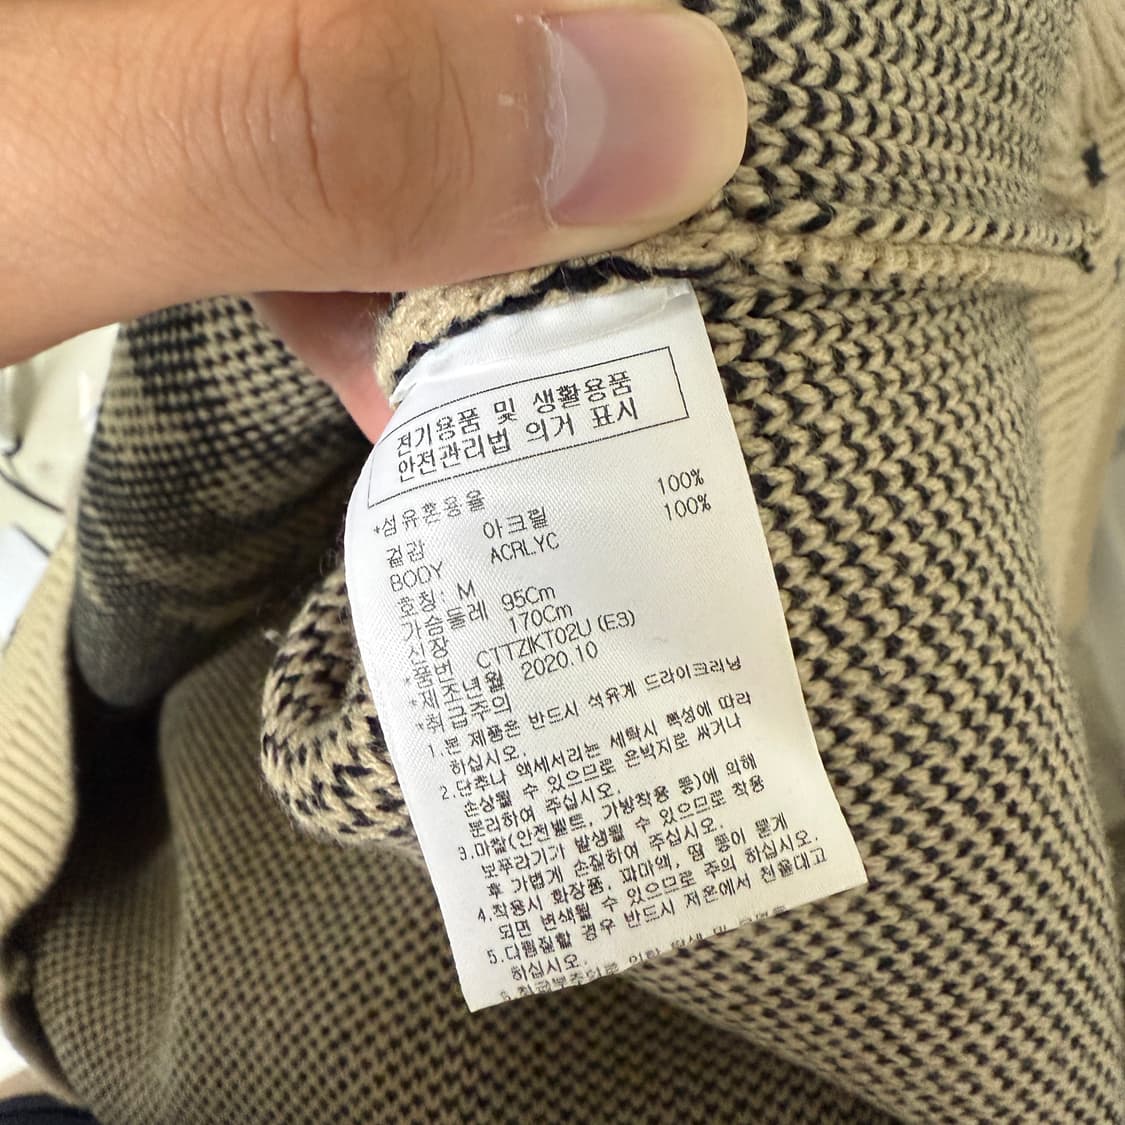 전기용품 및 생활용품
안전관리법 의거 표시
*섬유혼용율
겉감 아크릴 100%
BODY ACRLYC 100%
호칭: M
가슴둘레 95Cm
신장 170Cm
*품번 CTTZIKT02U (E3)
*제조년월 2020.10
*취급주의
1.본 제품은 반드시 석유계 드라이크리닝
하십시오.
2.단추나 액세서리는 세탁시 특성에 따라
손상될 수 있으므로 은박지로 싸거나
분리하여 주십시오.
3.마찰(안전벨트, 가방착용 등)에 의해
보푸라기가 발생될 수 있으므로 착용
후 가볍게 손질하여 주십시오.
4.착용시 화장품, 파마액, 땀 등이 묻게
되면 변색될 수 있으므로 주의 하십시오.
5.다림질할 경우 반드시 저온에서 천을대고
하십시오.